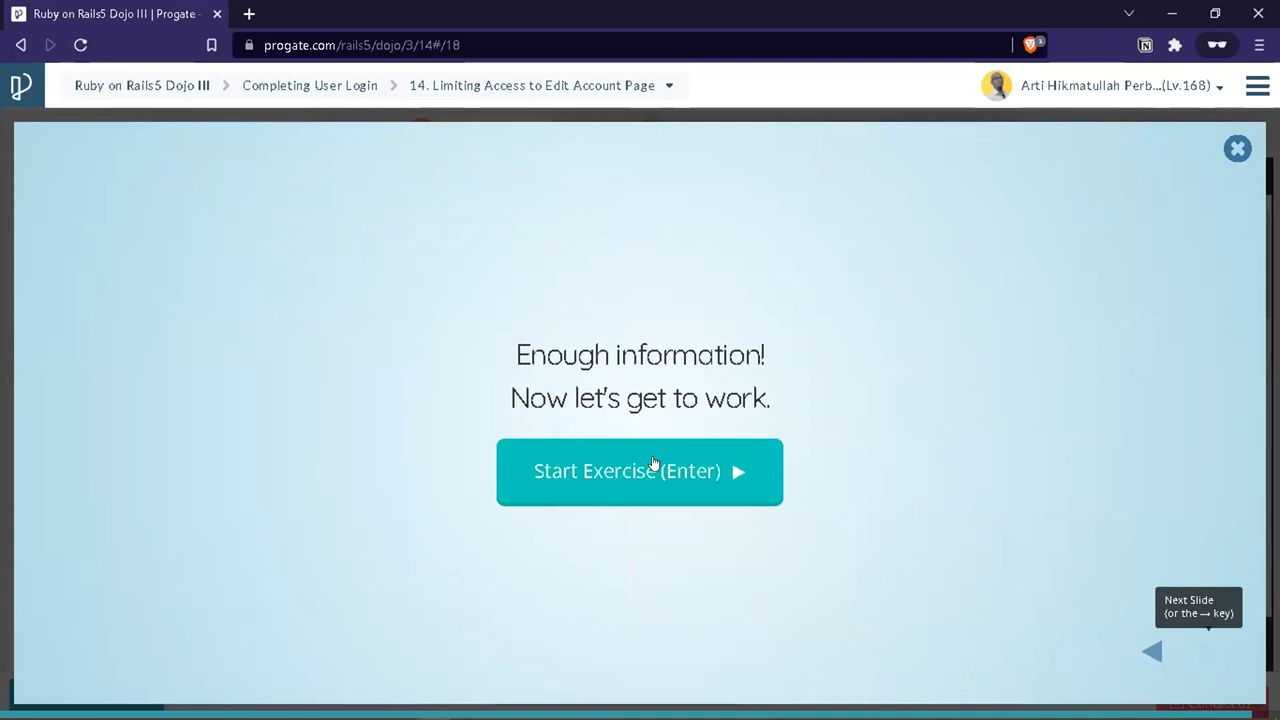 Ruby on Rails5 Dojo III | Progate -
progate.com/rails5/dojo/3/14#/18
Ruby on Rails5 Dojo III
Completing User Login
14. Limiting Access to Edit Account Page
Arti Hikmatullah Perb...(Lv.168)
Enough information!
Now let's get to work.
Start Exercise (Enter)
Next Slide
(or the → key)
Contact us